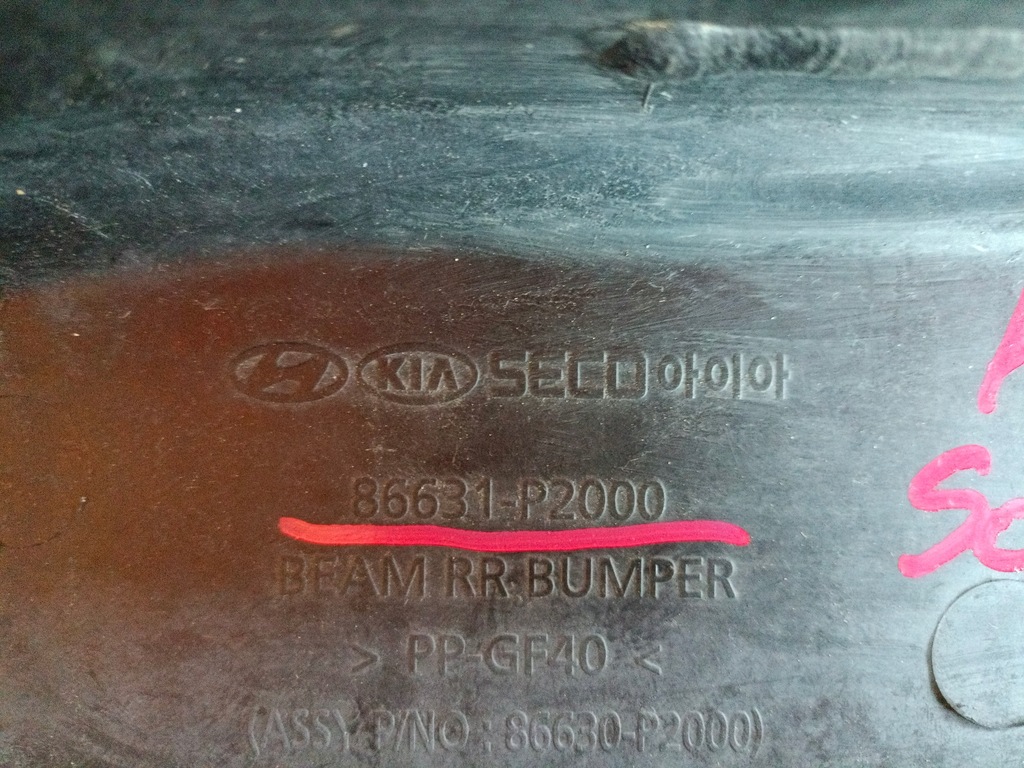 KIA SECO아이아
86631-P2000
BEAM RR.BUMPER
> PP-GF40 <
(ASSY P/NO : 86630-P2000)